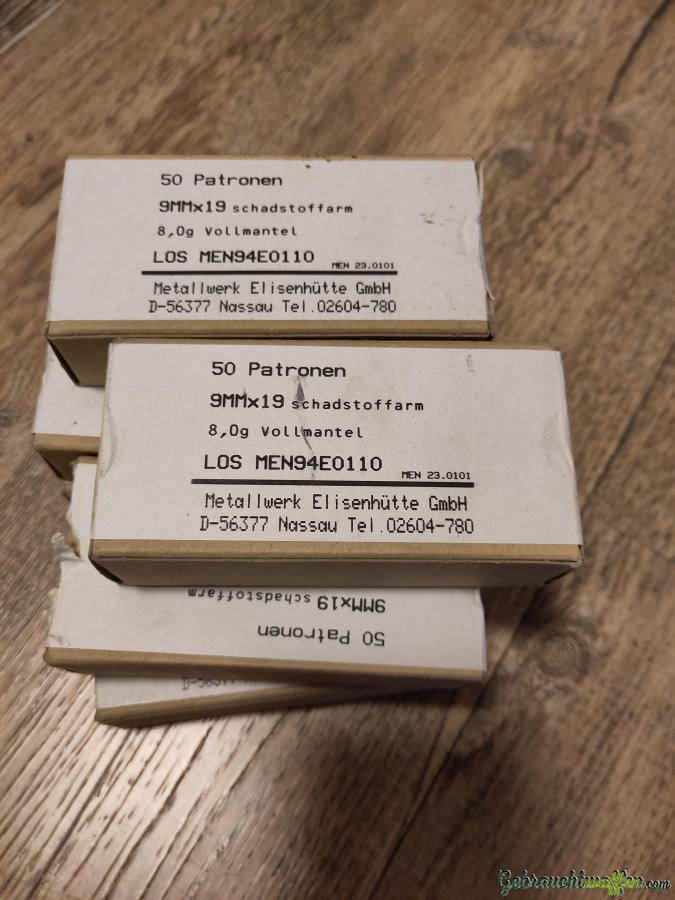 50 Patronen
9MMx19 schadstoffarm
8,0g Vollmantel
LOS MEN94E0110
MEN 23.0101
Metallwerk Elisenhütte GmbH
D-56377 Nassau Tel.02604-780
50 Patronen
9MMx19 schadstoffarm
8,0g Vollmantel
LOS MEN94E0110
MEN 23.0101
Metallwerk Elisenhütte GmbH
D-56377 Nassau Tel.02604-780
50 Patronen
9MMx19 schadstoffarm
Gebrauchtwaffen.com